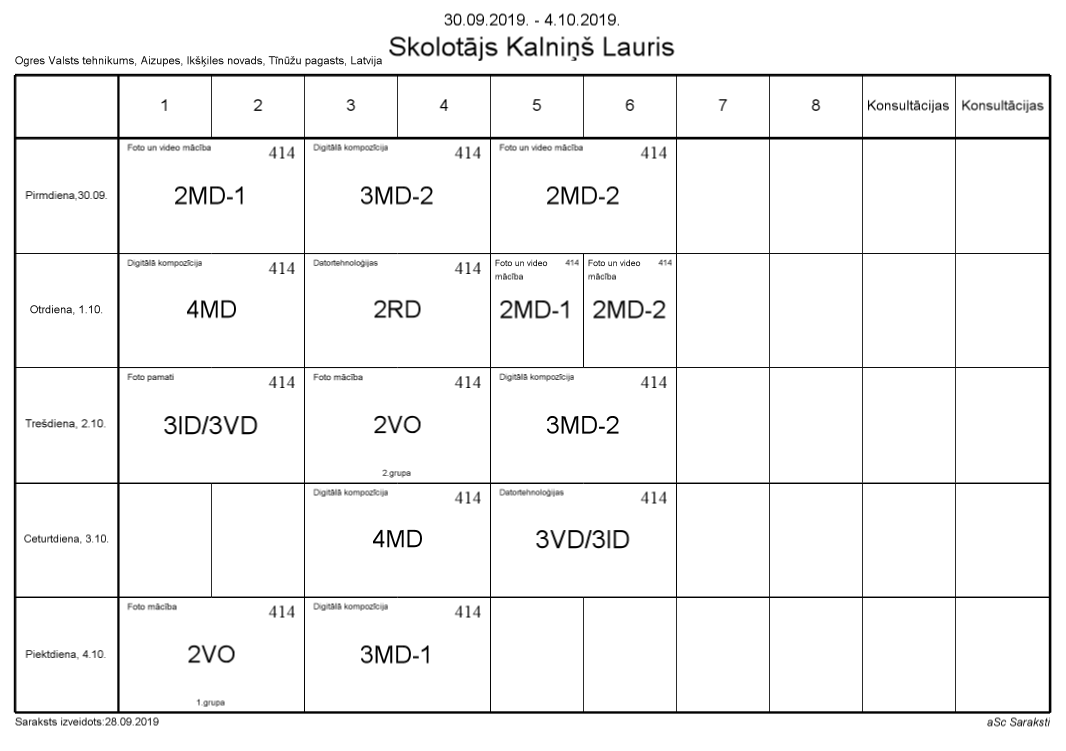 30.09.2019. - 4.10.2019.
Skolotājs Kalniņš Lauris
Ogres Valsts tehnikums, Aizupes, Ikšķiles novads, Tīnūžu pagasts, Latvija
1 2 3 4 5 6 7 8 Konsultācijas Konsultācijas
Foto un video mācība 414 Digitālā kompozīcija 414 Foto un video mācība 414
Pirmdiena,30.09. 2MD-1 3MD-2 2MD-2
Digitālā kompozīcija 414 Datortehnoloģijas 414 Foto un video 414 Foto un video 414
mācība mācība
Otrdiena, 1.10. 4MD 2RD 2MD-1 2MD-2
Foto pamati 414 Foto mācība 414 Digitālā kompozīcija 414
Trešdiena, 2.10. 3ID/3VD 2VO 3MD-2
2.grupa
Digitālā kompozīcija 414 Datortehnoloģijas 414
Ceturtdiena, 3.10. 4MD 3VD/3ID
Foto mācība 414 Digitālā kompozīcija 414
Piektdiena, 4.10. 2VO 3MD-1
1.grupa
Saraksts izveidots:28.09.2019 aSc Saraksti